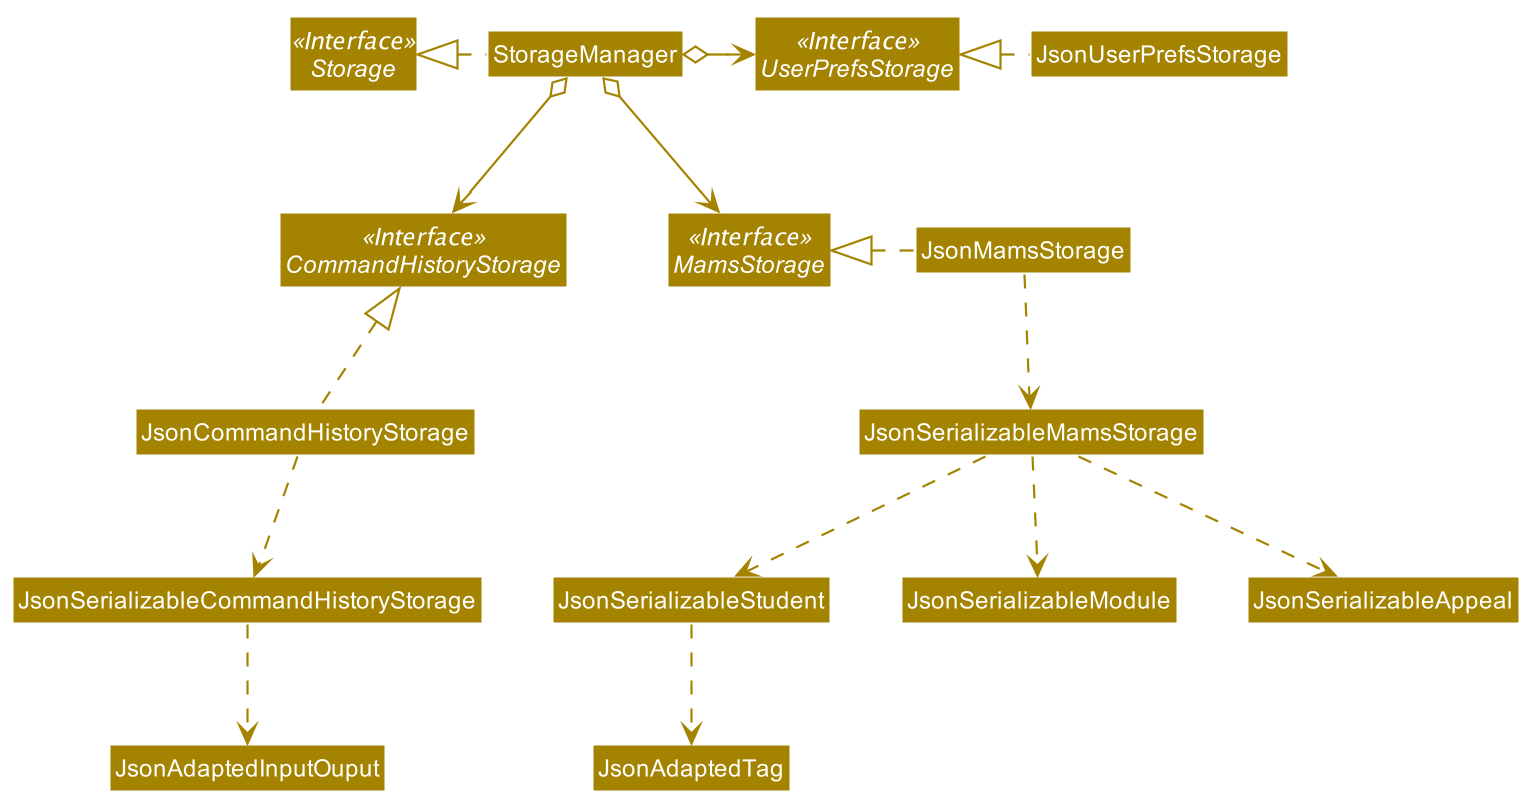 «Interface»
Storage
StorageManager
«Interface»
UserPrefsStorage
JsonUserPrefsStorage
«Interface»
CommandHistoryStorage
«Interface»
MamsStorage
JsonMamsStorage
JsonCommandHistoryStorage
JsonSerializableMamsStorage
JsonSerializableCommandHistoryStorage
JsonSerializableStudent
JsonSerializableModule
JsonSerializableAppeal
JsonAdaptedInputOuput
JsonAdaptedTag